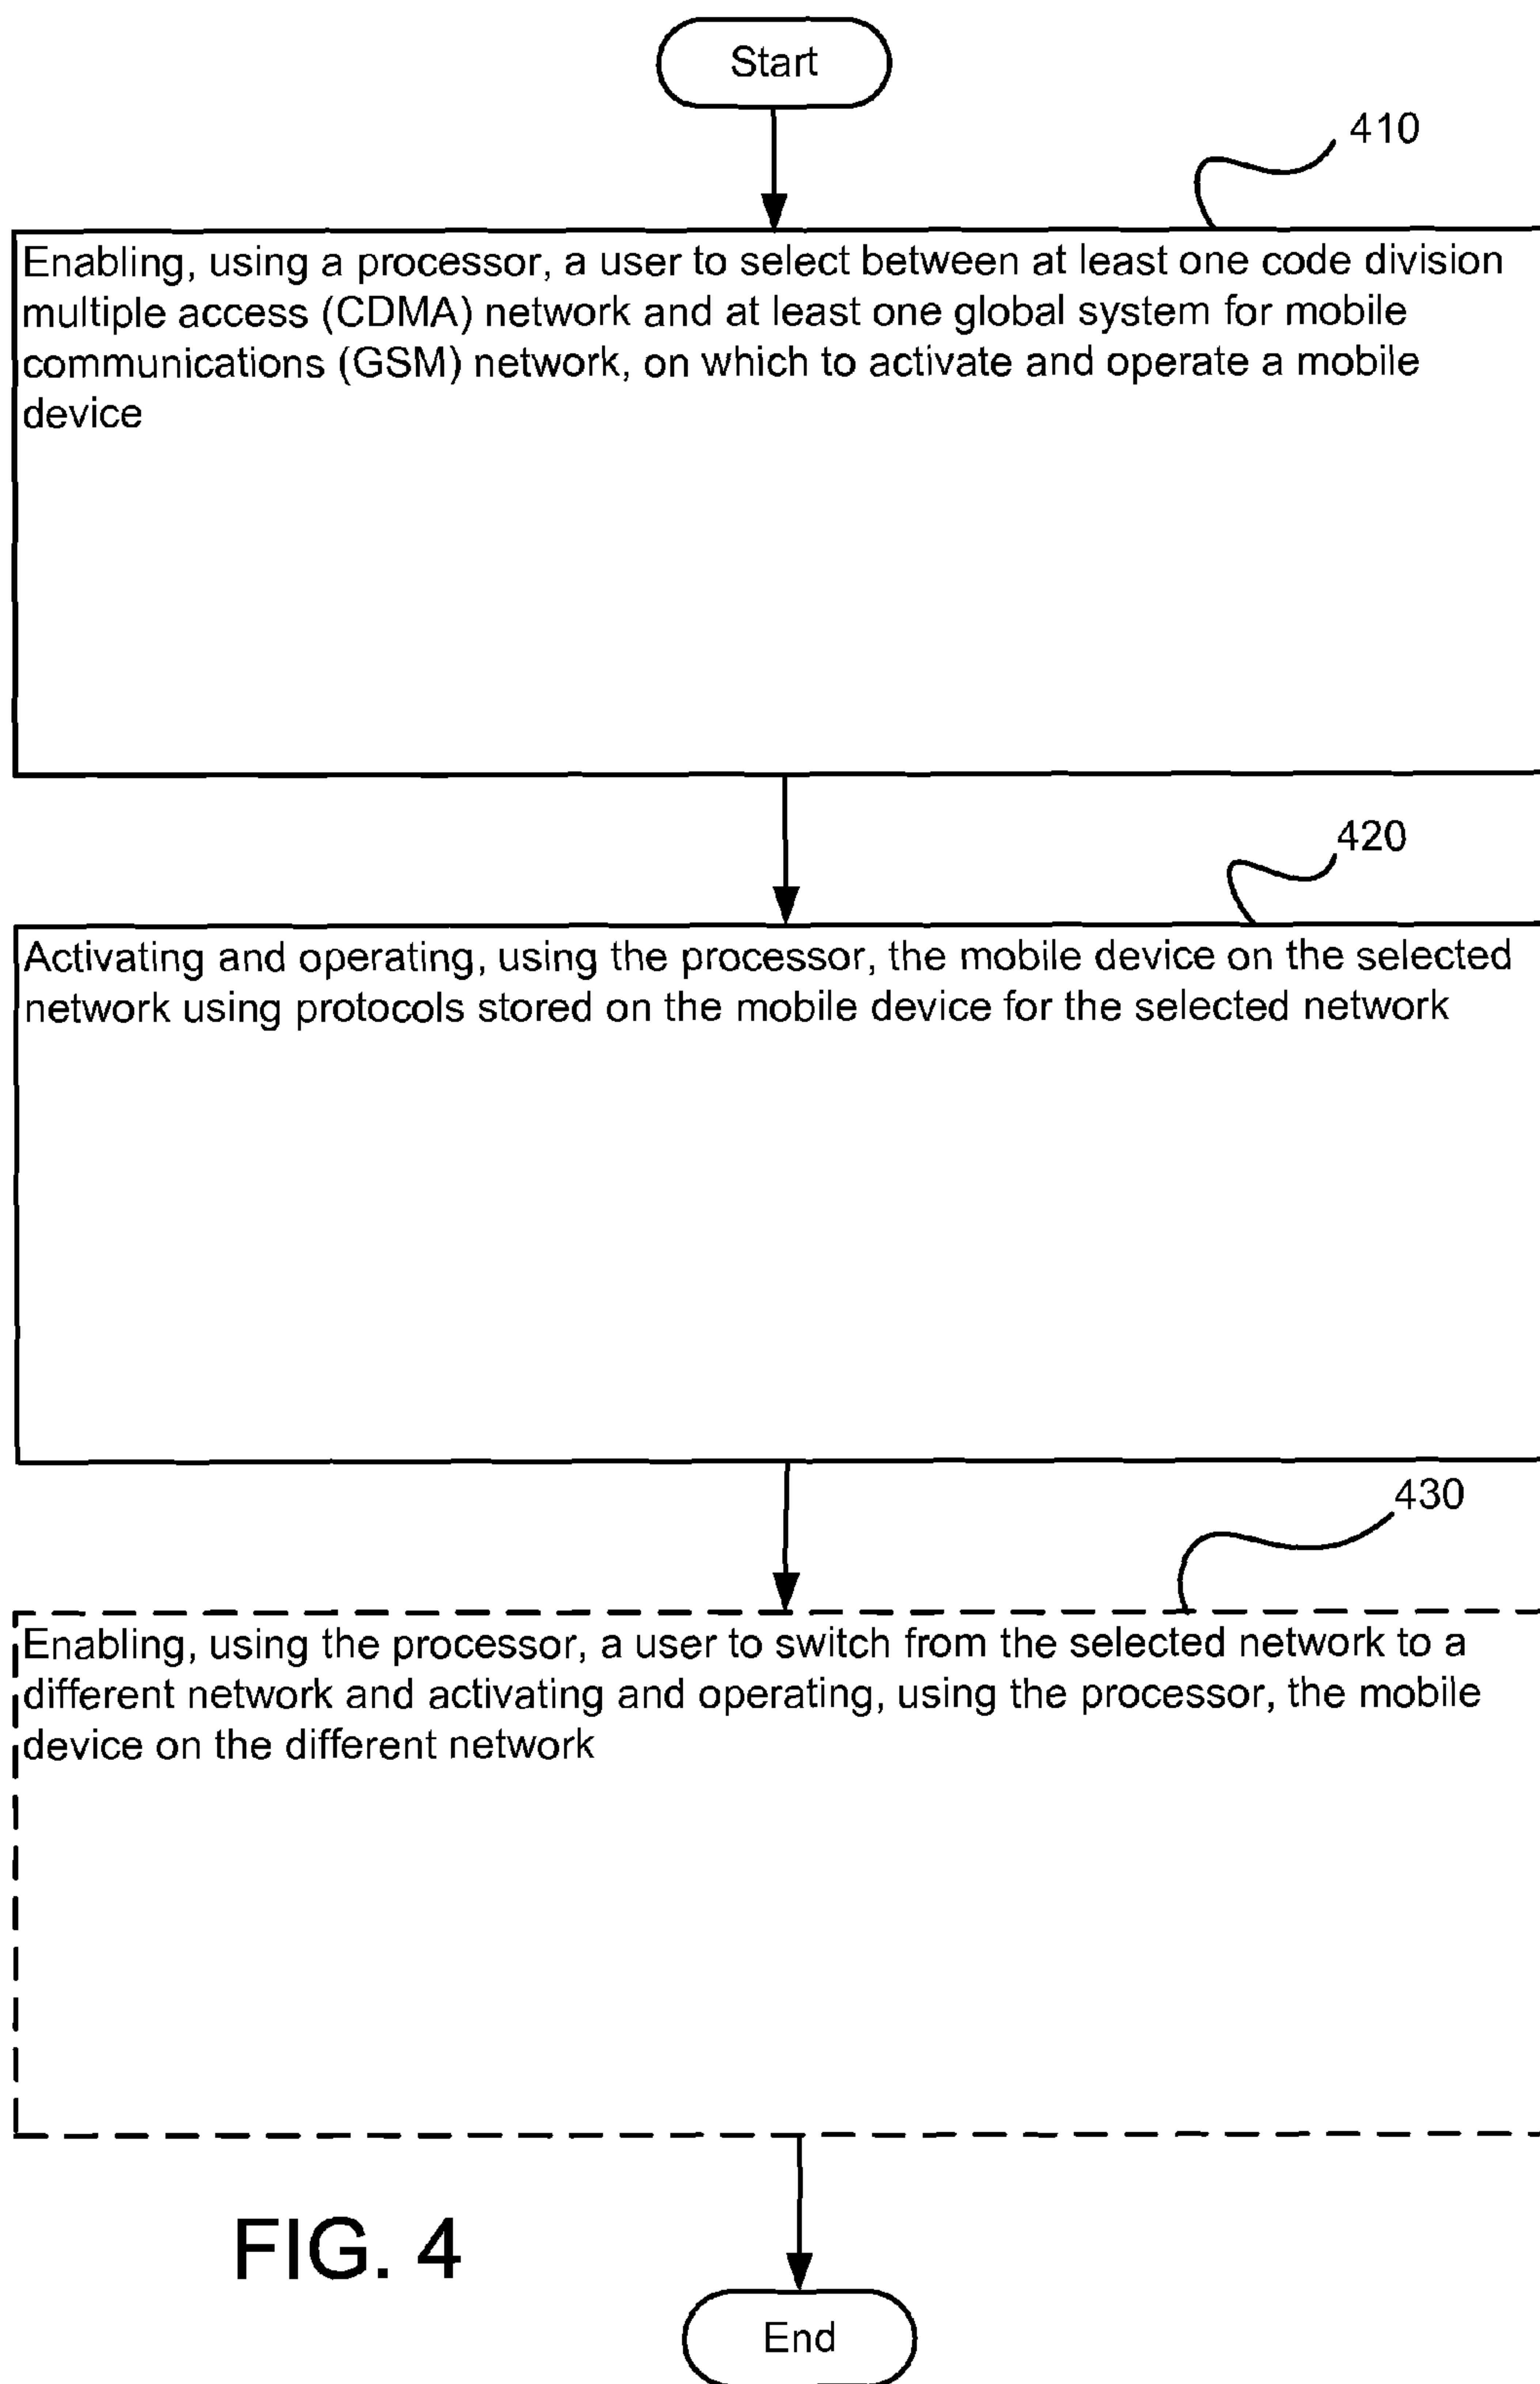 Start
410
Enabling, using a processor, a user to select between at least one code division
multiple access (CDMA) network and at least one global system for mobile
communications (GSM) network, on which to activate and operate a mobile
device
420
Activating and operating, using the processor, the mobile device on the selected
network using protocols stored on the mobile device for the selected network
430
Enabling, using the processor, a user to switch from the selected network to a
different network and activating and operating, using the processor, the mobile
device on the different network
FIG. 4
End